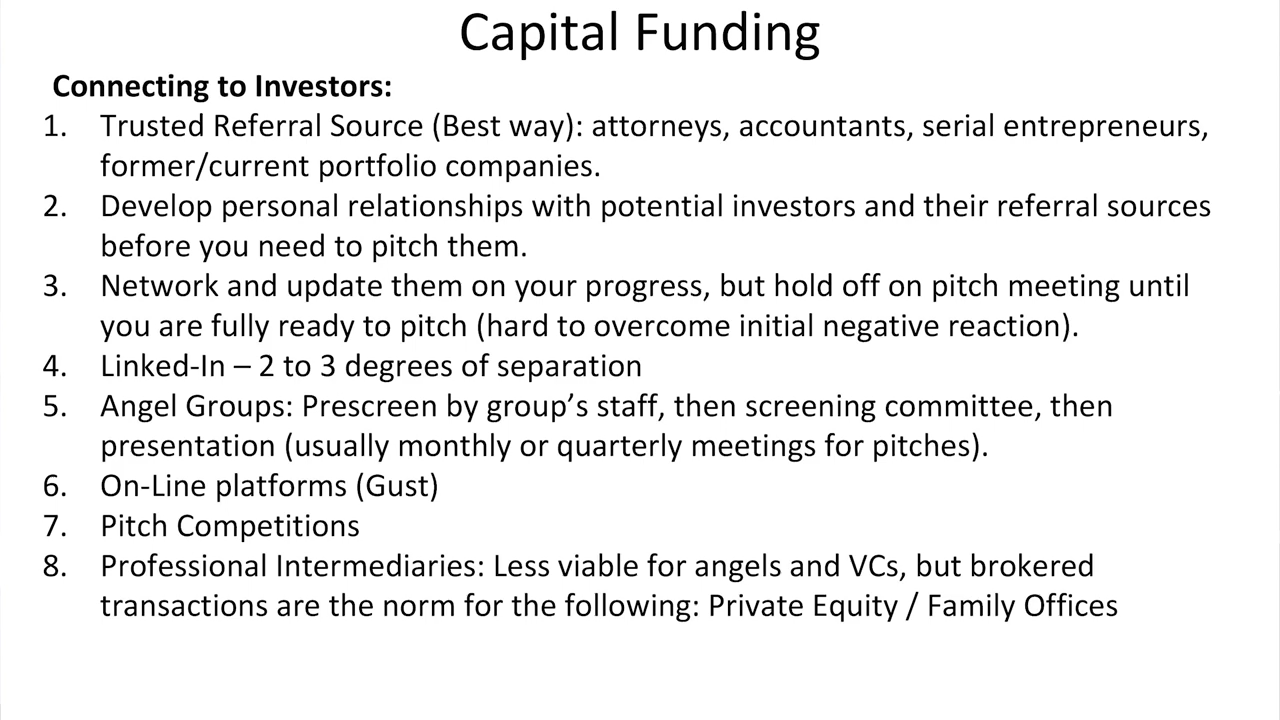 Capital Funding
Connecting to Investors:
1. Trusted Referral Source (Best way): attorneys, accountants, serial entrepreneurs,
former/current portfolio companies.
2. Develop personal relationships with potential investors and their referral sources
before you need to pitch them.
3. Network and update them on your progress, but hold off on pitch meeting until
you are fully ready to pitch (hard to overcome initial negative reaction).
4. Linked-In – 2 to 3 degrees of separation
5. Angel Groups: Prescreen by group’s staff, then screening committee, then
presentation (usually monthly or quarterly meetings for pitches).
6. On-Line platforms (Gust)
7. Pitch Competitions
8. Professional Intermediaries: Less viable for angels and VCs, but brokered
transactions are the norm for the following: Private Equity / Family Offices